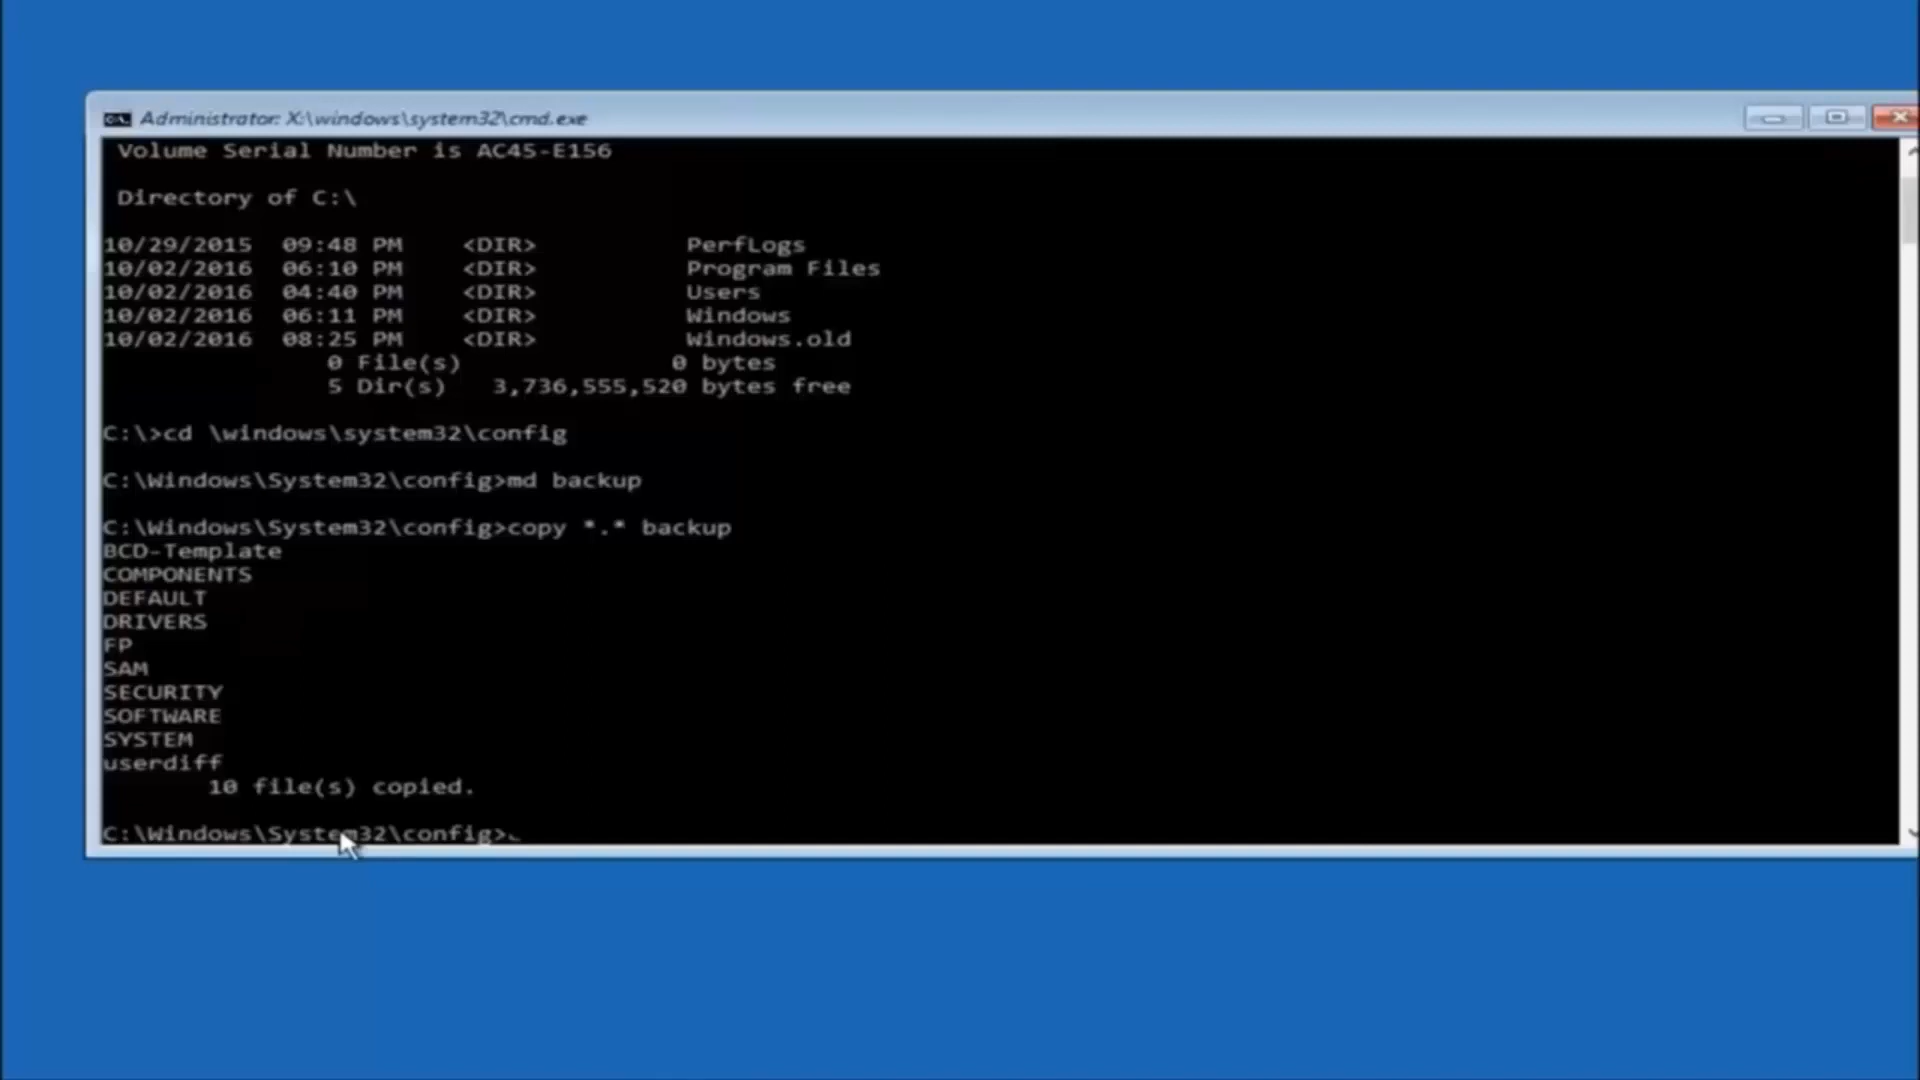 Administrator: X:\windows\system32\cmd.exe
Volume Serial Number is AC45-E156
Directory of C:\
10/29/2015 09:48 PM <DIR> PerfLogs
10/02/2016 06:10 PM <DIR> Program Files
10/02/2016 04:40 PM <DIR> Users
10/02/2016 06:11 PM <DIR> Windows
10/02/2016 08:25 PM <DIR> Windows.old
0 File(s) 0 bytes
5 Dir(s) 3,736,555,520 bytes free
C:\>cd \windows\system32\config
C:\Windows\System32\config>md backup
C:\Windows\System32\config>copy *.* backup
BCD-Template
COMPONENTS
DEFAULT
DRIVERS
FP
SAM
SECURITY
SOFTWARE
SYSTEM
userdiff
10 file(s) copied.
C:\Windows\System32\config>